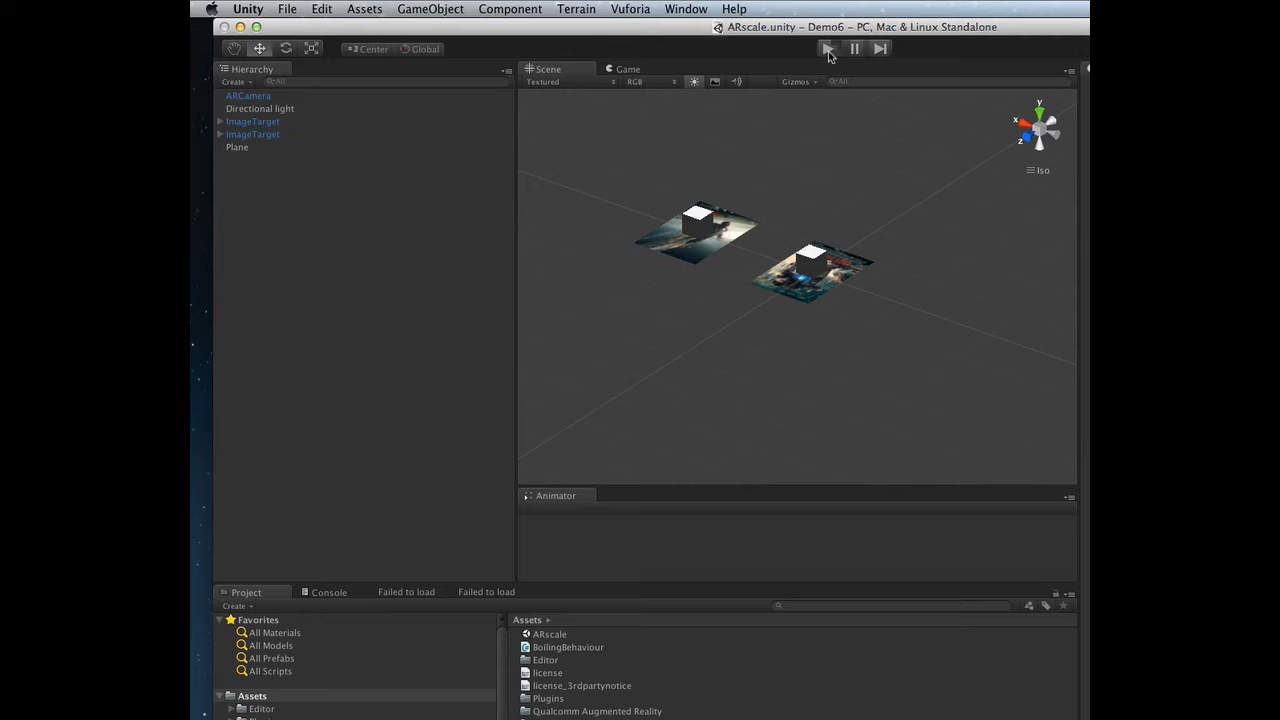 Unity File Edit Assets GameObject Component Terrain Vuforia Window Help
ARscale.unity – Demo6 – PC, Mac & Linux Standalone
Center Global
Hierarchy
Create All
ARCamera
Directional light
ImageTarget
ImageTarget
Plane
Scene Game
Textured RGB Gizmos All
y
x
z
Iso
Animator
Project Console Failed to load Failed to load
Create
Favorites
All Materials
All Models
All Prefabs
All Scripts
Assets
Editor
Assets
ARscale
BoilingBehaviour
Editor
license
license_3rdpartynotice
Plugins
Qualcomm Augmented Reality